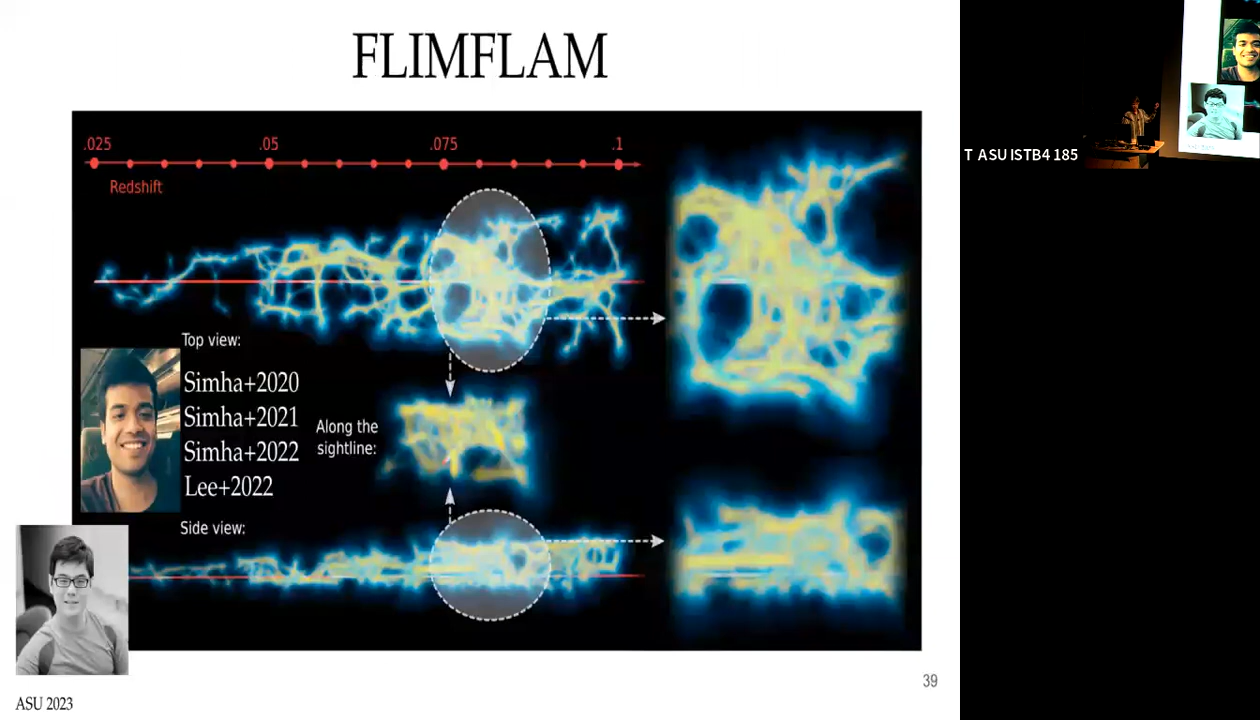 FLIMFLAM
.025 .05 .075 .1
Redshift
Top view:
Simha+2020
Simha+2021
Simha+2022
Lee+2022
Along the
sightline:
Side view:
ASU 2023
39
T ASU ISTB4 185